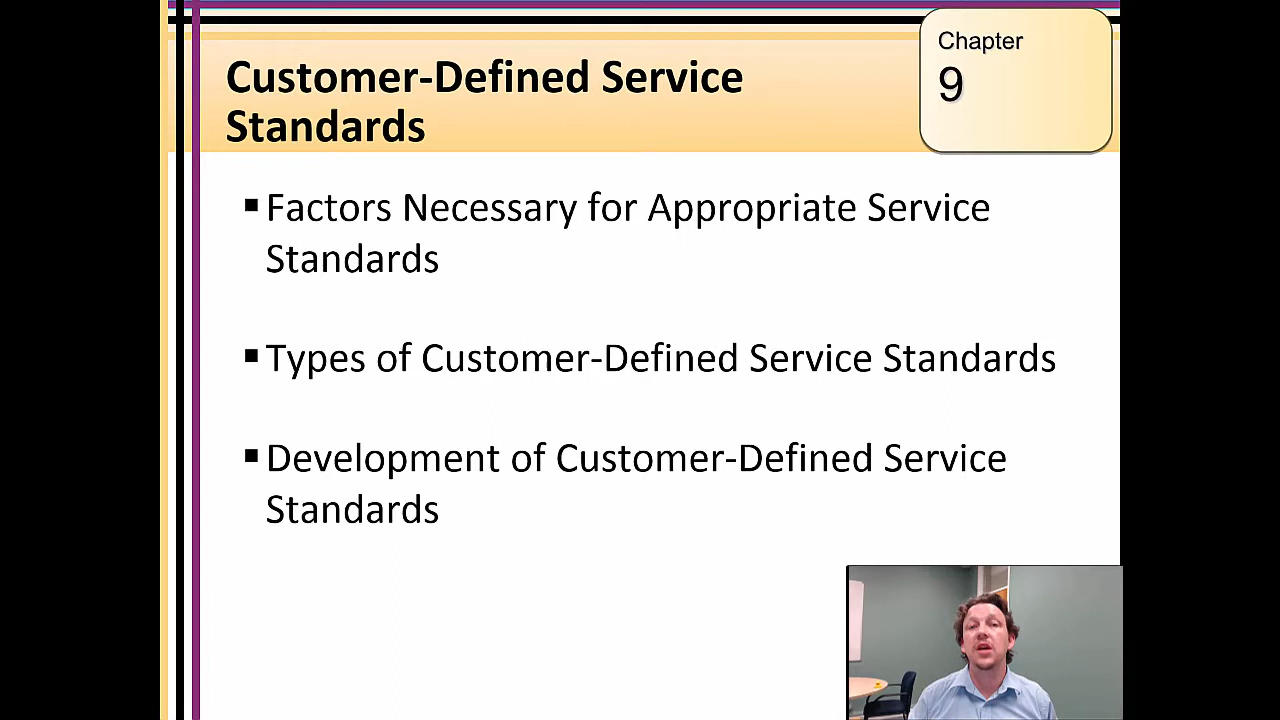 Chapter
9
Customer-Defined Service
Standards
▪Factors Necessary for Appropriate Service
Standards
▪Types of Customer-Defined Service Standards
▪Development of Customer-Defined Service
Standards